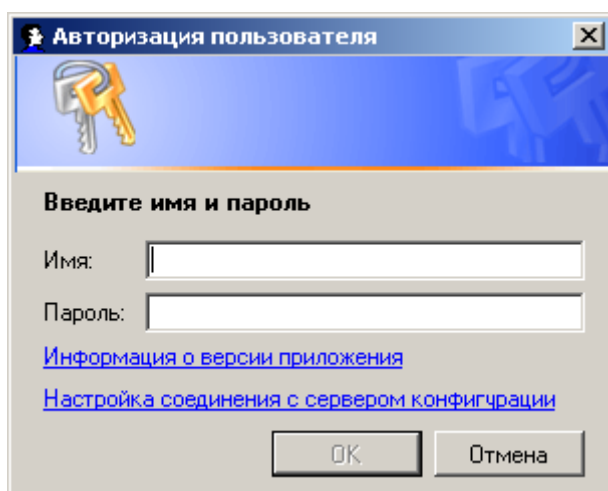 Авторизация пользователя
Введите имя и пароль
Имя:
Пароль:
Информация о версии приложения
Настройка соединения с сервером конфигурации
OK
Отмена